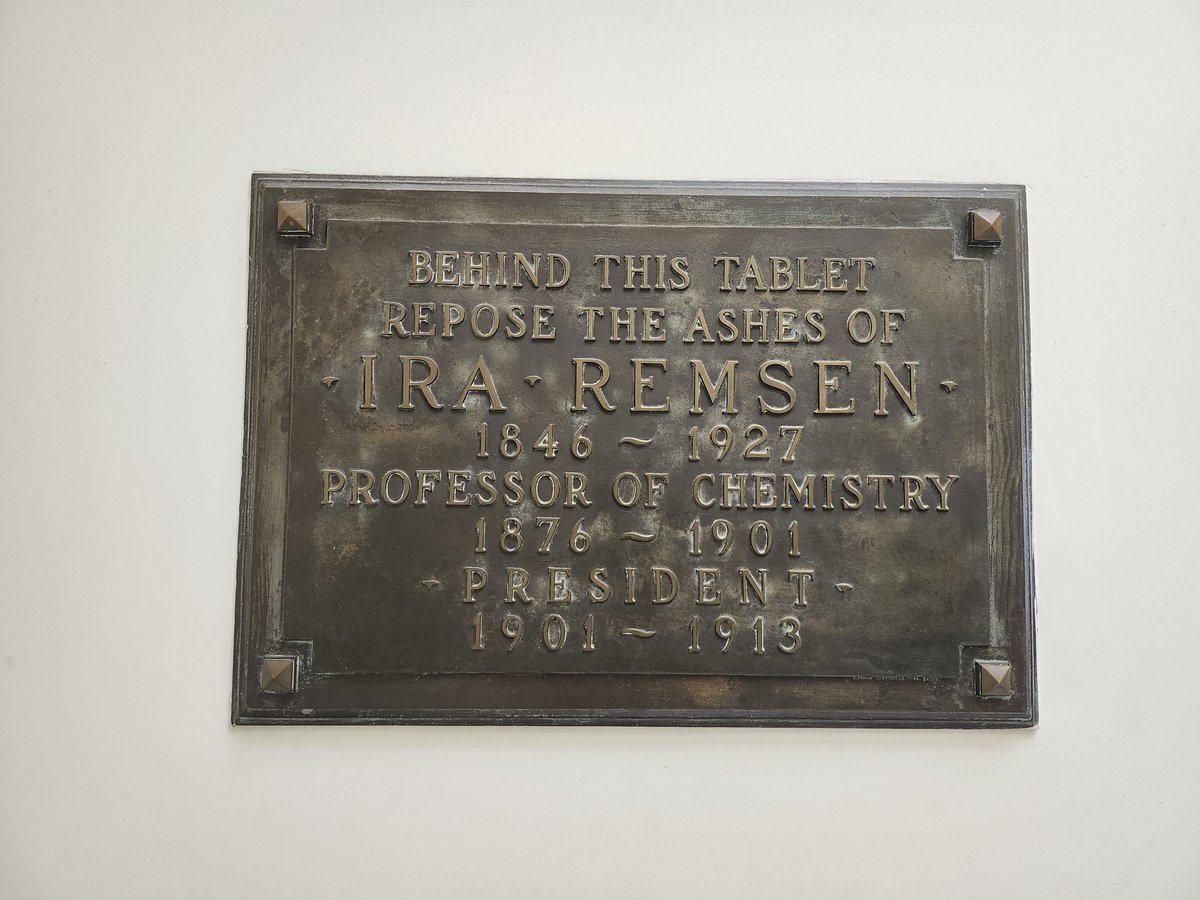 BEHIND THIS TABLET
REPOSE THE ASHES OF
· IRA · REMSEN ·
1846 ~ 1927
PROFESSOR OF CHEMISTRY
1876 ~ 1901
· PRESIDENT ·
1901 ~ 1913